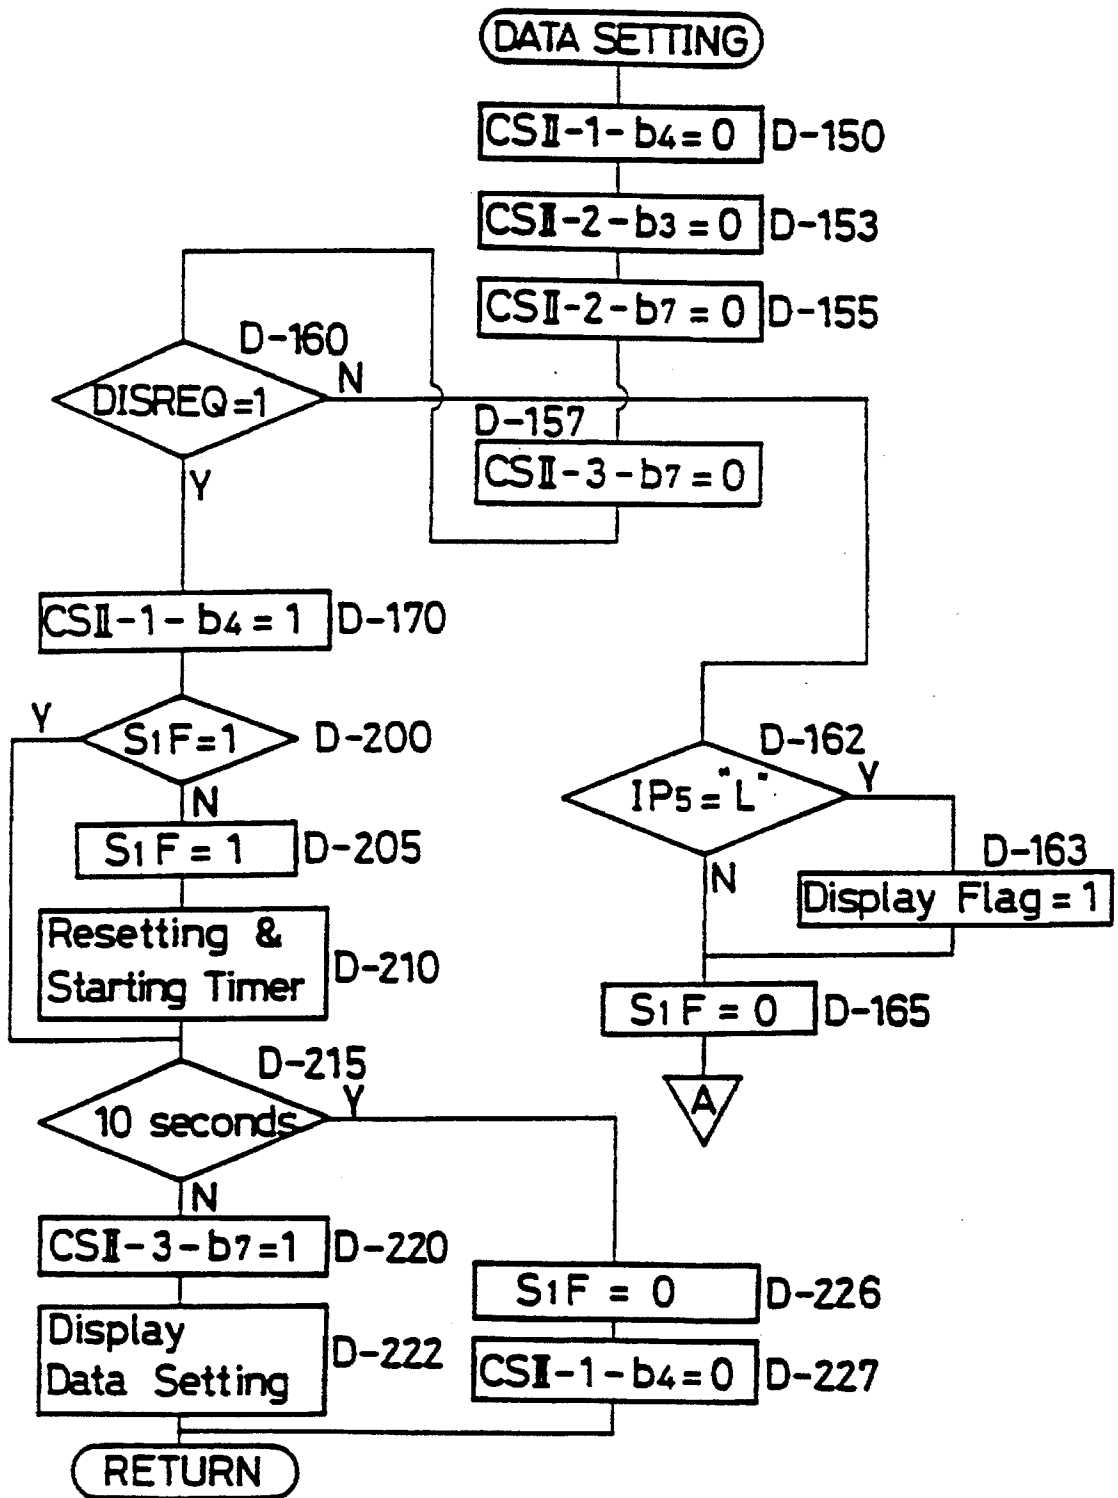 DATA SETTING
CSⅡ-1-b4=0 D-150
CSⅡ-2-b3=0 D-153
CSⅡ-2-b7=0 D-155
D-160
DISREQ=1
N
Y
D-157
CSⅡ-3-b7=0
CSⅡ-1-b4=1 D-170
Y
S1F=1 D-200
N
S1F=1 D-205
Resetting &
Starting Timer
D-210
D-162
IP5="L"
Y
N
D-163
Display Flag=1
S1F=0 D-165
A
D-215
10 seconds
Y
N
CSⅡ-3-b7=1 D-220
Display
Data Setting
D-222
S1F=0 D-226
CSⅡ-1-b4=0 D-227
RETURN